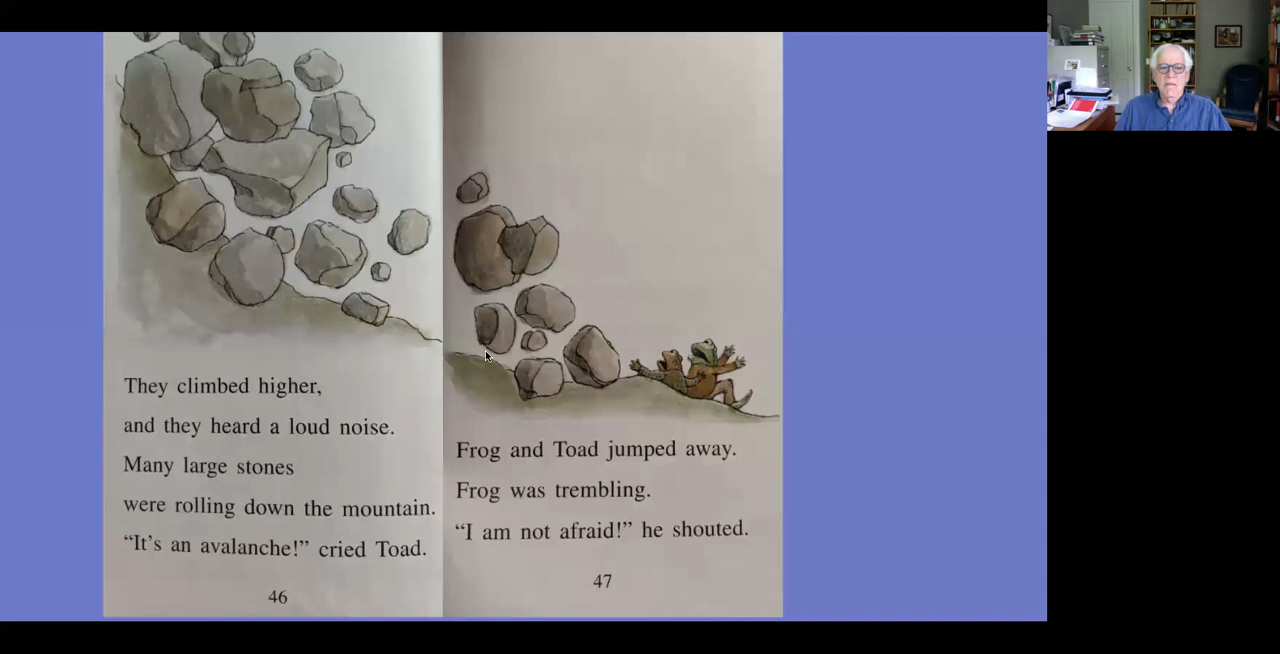 They climbed higher,
and they heard a loud noise.
Many large stones
were rolling down the mountain.
“It’s an avalanche!” cried Toad.
46
Frog and Toad jumped away.
Frog was trembling.
“I am not afraid!” he shouted.
47